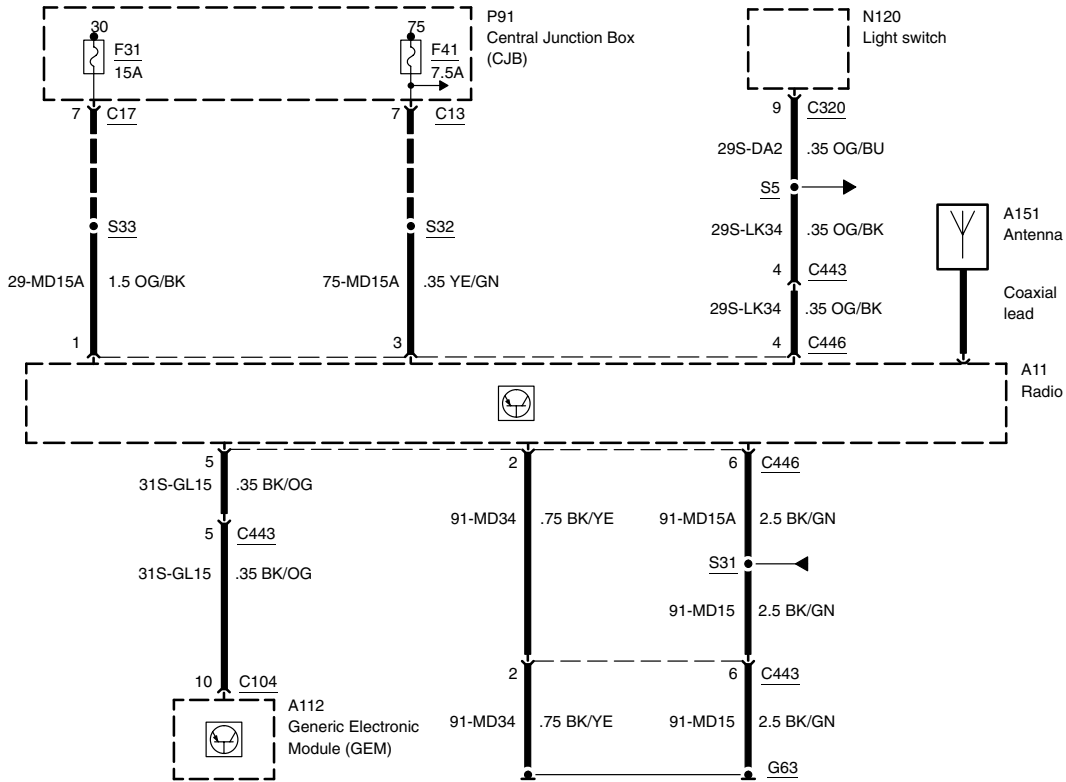 30
F31
15A
75
F41
7.5A
P91
Central Junction Box
(CJB)
N120
Light switch
7 C17
7 C13
9 C320
29S-DA2 .35 OG/BU
S5
S33
S32
29S-LK34 .35 OG/BK
A151
Antenna
29-MD15A 1.5 OG/BK
75-MD15A .35 YE/GN
4 C443
Coaxial
lead
29S-LK34 .35 OG/BK
1
3
4 C446
A11
Radio
5
2
6 C446
31S-GL15 .35 BK/OG
91-MD34 .75 BK/YE
91-MD15A 2.5 BK/GN
5 C443
S31
31S-GL15 .35 BK/OG
91-MD15 2.5 BK/GN
10 C104
2
6 C443
A112
Generic Electronic
Module (GEM)
91-MD34 .75 BK/YE
91-MD15 2.5 BK/GN
G63